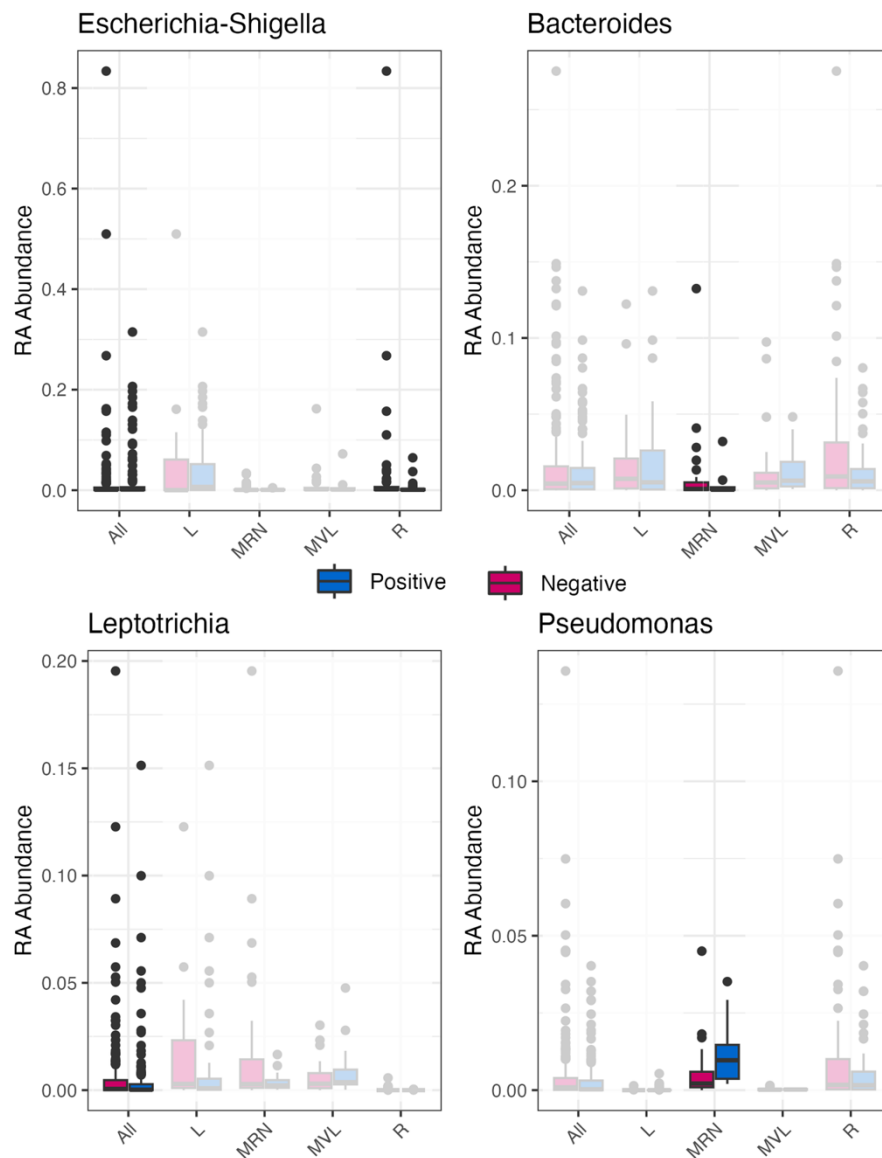 Escherichia-Shigella
RA Abundance
0.8
0.6
0.4
0.2
0.0
All L MRN MVL R
Bacteroides
RA Abundance
0.2
0.1
0.0
All L MRN MVL R
Positive Negative
Leptotrichia
RA Abundance
0.20
0.15
0.10
0.05
0.00
All L MRN MVL R
Pseudomonas
RA Abundance
0.10
0.05
0.00
All L MRN MVL R